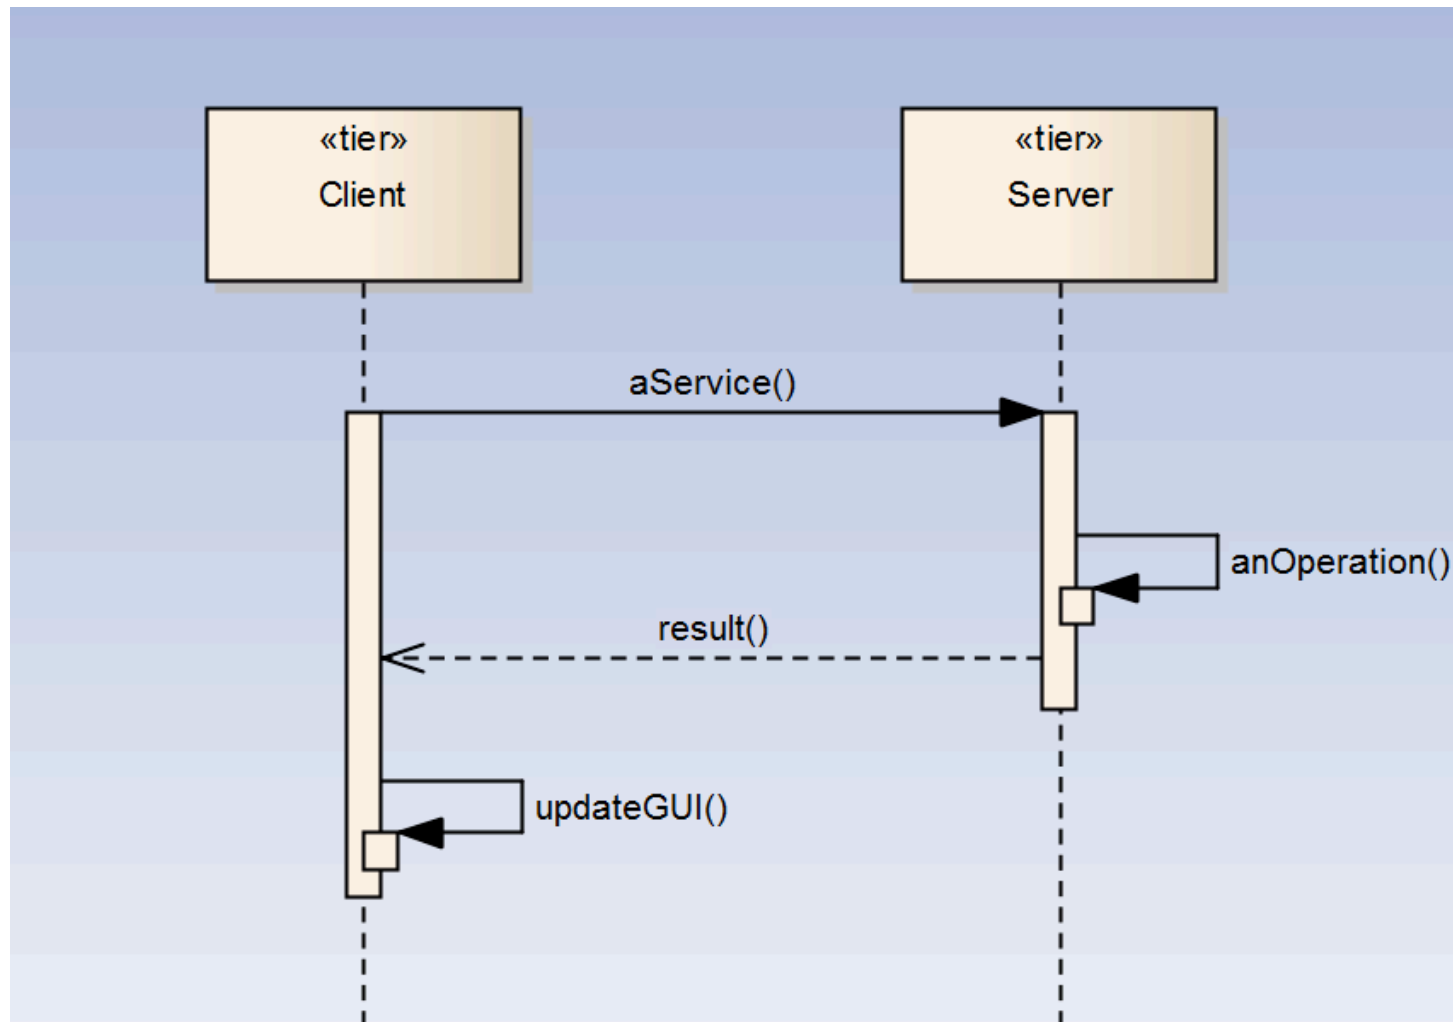 «tier»
Client
«tier»
Server
aService()
anOperation()
result()
updateGUI()